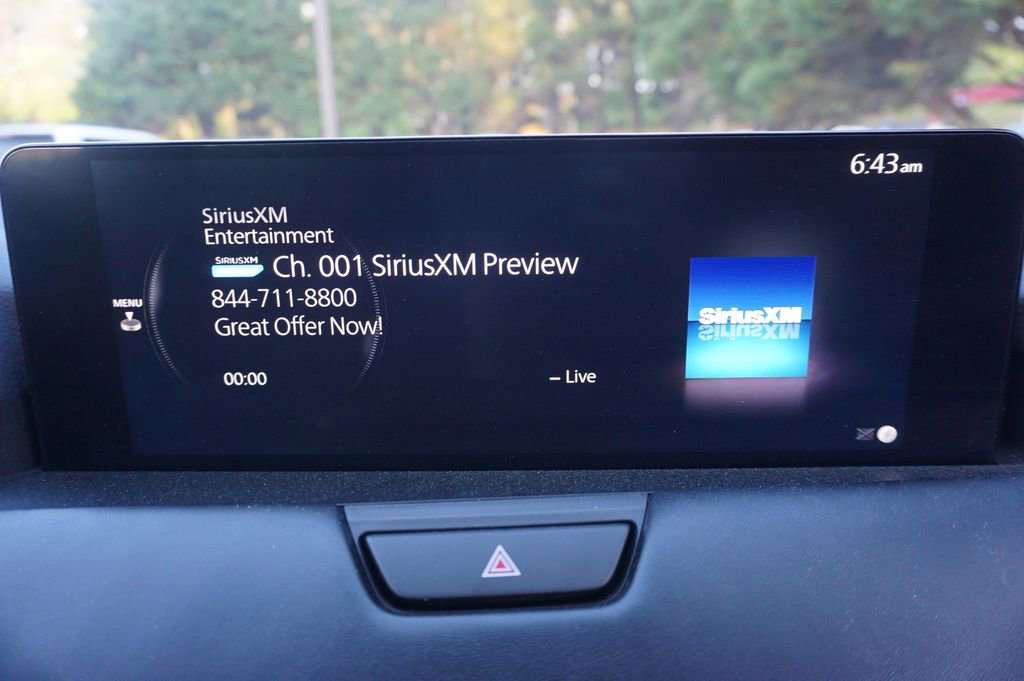 6:43am
SiriusXM
Entertainment
SIRIUSXM Ch. 001 SiriusXM Preview
844-711-8800
Great Offer Now!
MENU
00:00
– Live
SiriusXM